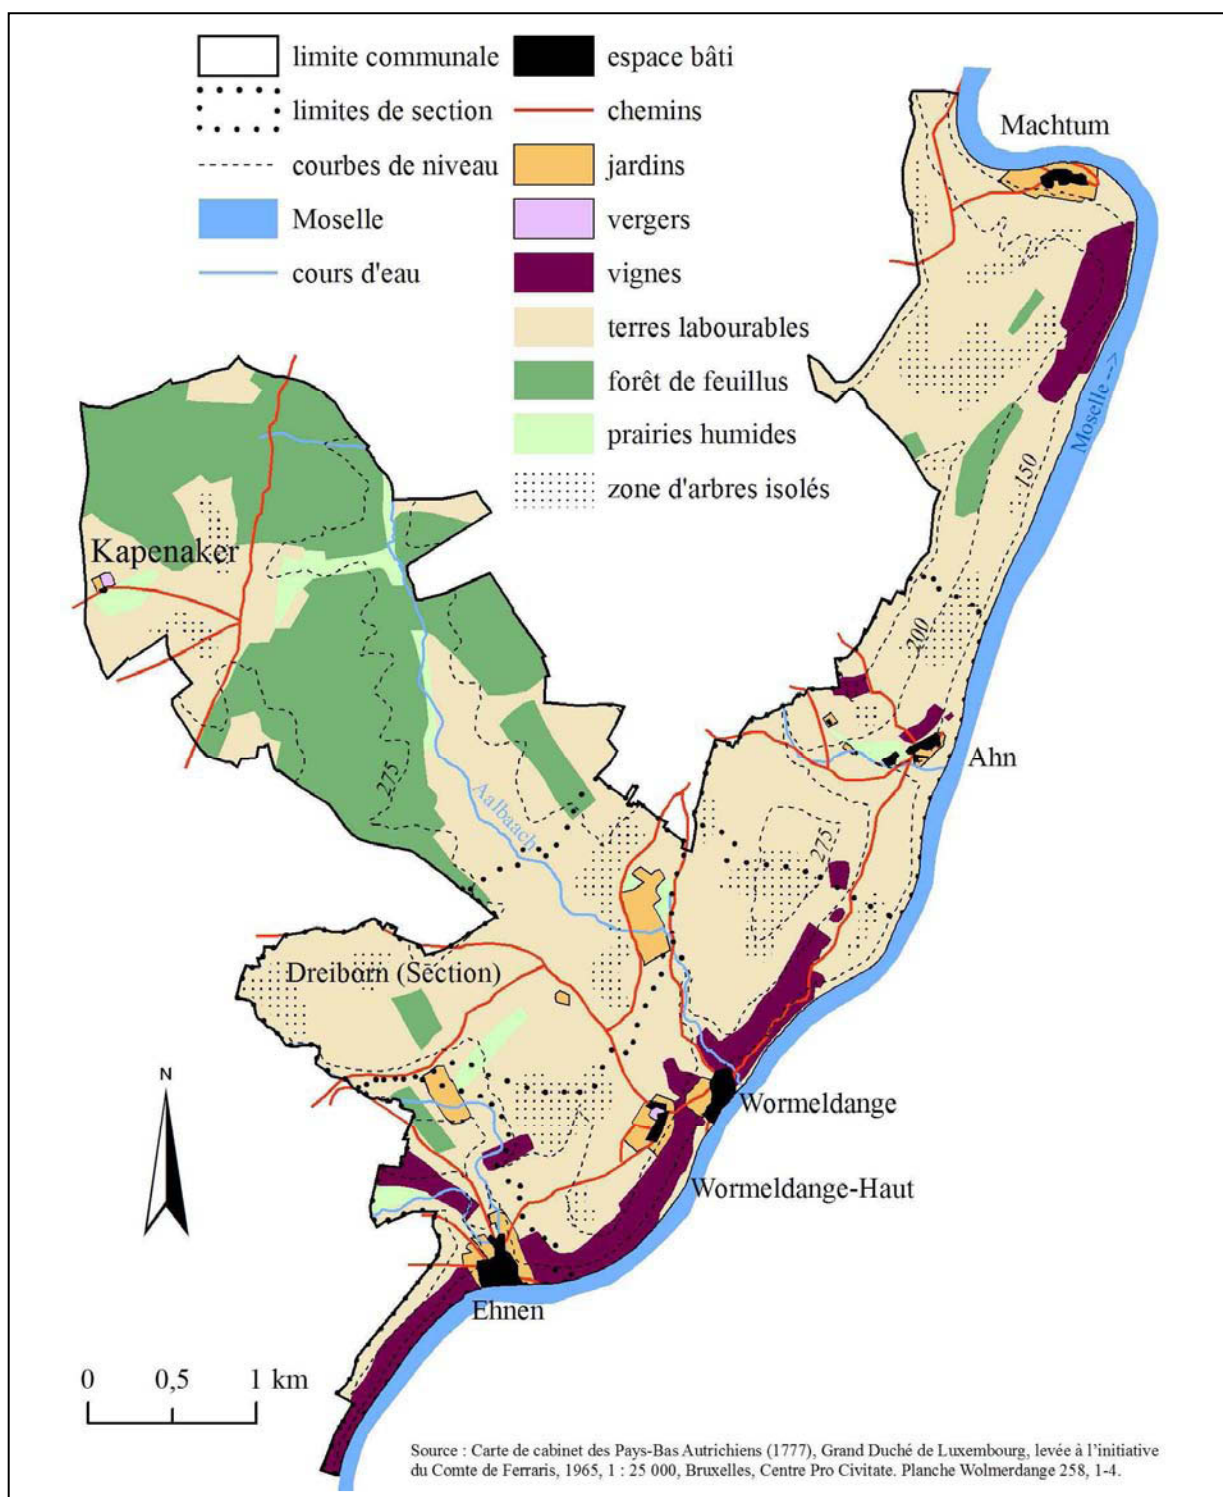 limite communale
limites de section
courbes de niveau
Moselle
cours d'eau
espace bâti
chemins
jardins
vergers
vignes
terres labourables
forêt de feuillus
prairies humides
zone d'arbres isolés
Machtum
Moselle -->
150
Kapenaker
200
Ahn
275
Aalbaach
275
Dreiborn (Section)
N
Wormeldange
Wormeldange-Haut
Ehnen
0 0,5 1 km
Source : Carte de cabinet des Pays-Bas Autrichiens (1777), Grand Duché de Luxembourg, levée à l'initiative
du Comte de Ferraris, 1965, 1 : 25 000, Bruxelles, Centre Pro Civitate. Planche Wolmerdange 258, 1-4.